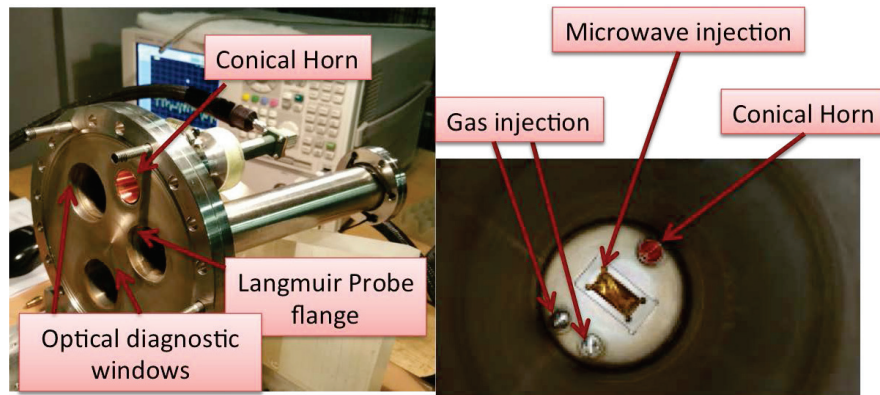 Conical Horn
Langmuir Probe
flange
Optical diagnostic
windows
Microwave injection
Gas injection
Conical Horn